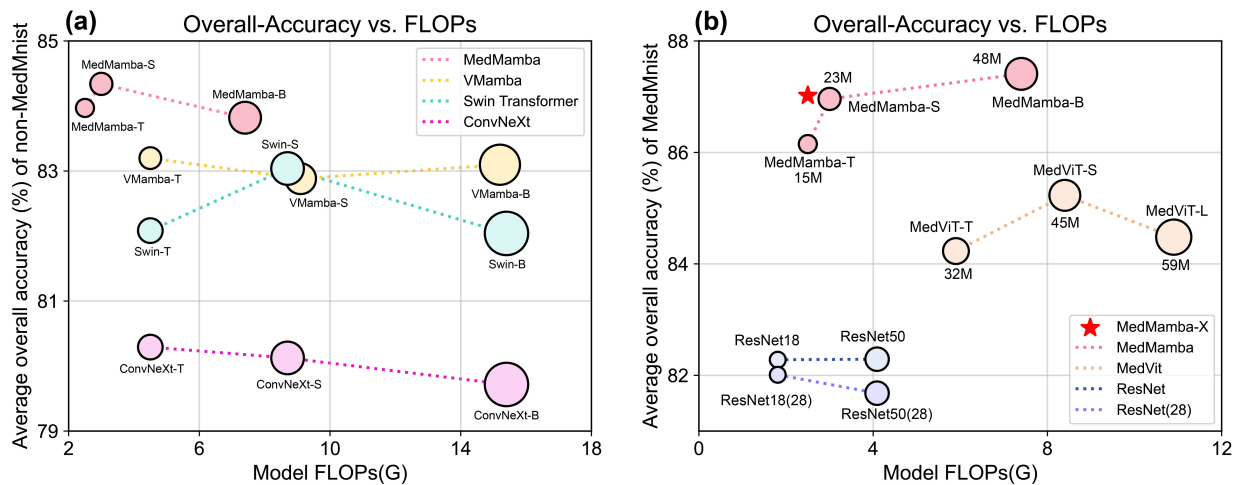 (a)
Overall-Accuracy vs. FLOPs
Average overall accuracy (%) of non-MedMnist
85
83
81
79
MedMamba
VMamba
Swin Transformer
ConvNeXt
MedMamba-S
MedMamba-T
MedMamba-B
Swin-S
VMamba-T
VMamba-S
VMamba-B
Swin-T
Swin-B
ConvNeXt-T
ConvNeXt-S
ConvNeXt-B
2
6
10
14
18
Model FLOPs(G)
(b)
Overall-Accuracy vs. FLOPs
Average overall accuracy (%) of MedMnist
88
86
84
82
48M
23M
MedMamba-S
MedMamba-B
MedMamba-T
15M
MedViT-S
45M
MedViT-T
32M
MedViT-L
59M
ResNet18
ResNet50
ResNet18(28)
ResNet50(28)
MedMamba-X
MedMamba
MedVit
ResNet
ResNet(28)
0
4
8
12
Model FLOPs(G)